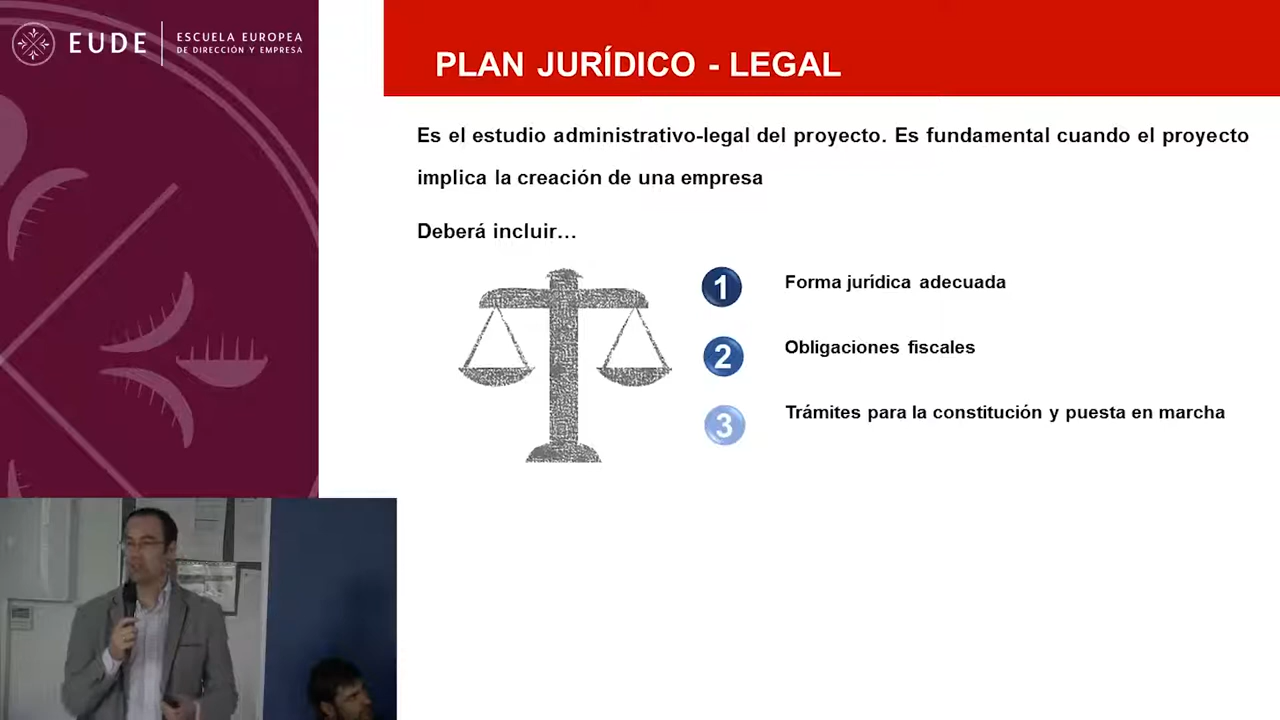 EUDE
ESCUELA EUROPEA
DE DIRECCIÓN Y EMPRESA
PLAN JURÍDICO - LEGAL
Es el estudio administrativo-legal del proyecto. Es fundamental cuando el proyecto
implica la creación de una empresa
Deberá incluir...
1 Forma jurídica adecuada
2 Obligaciones fiscales
3 Trámites para la constitución y puesta en marcha